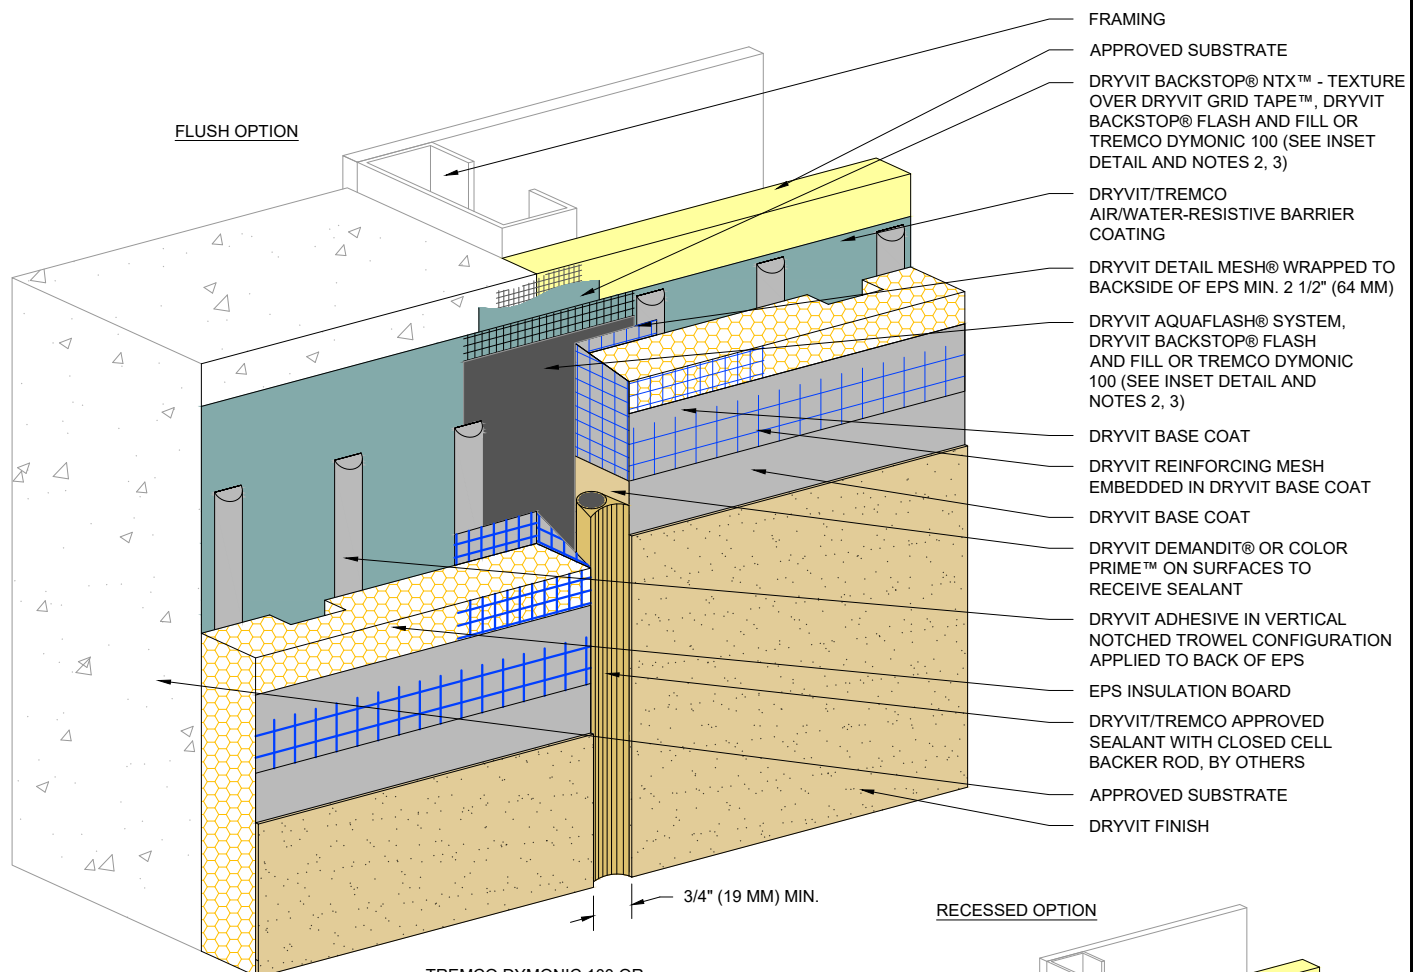 FLUSH OPTION
FRAMING
APPROVED SUBSTRATE
DRYVIT BACKSTOP® NTX™ - TEXTURE
OVER DRYVIT GRID TAPE™, DRYVIT
BACKSTOP® FLASH AND FILL OR
TREMCO DYMONIC 100 (SEE INSET
DETAIL AND NOTES 2, 3)
DRYVIT/TREMCO
AIR/WATER-RESISTIVE BARRIER
COATING
DRYVIT DETAIL MESH® WRAPPED TO
BACKSIDE OF EPS MIN. 2 1/2" (64 MM)
DRYVIT AQUAFLASH® SYSTEM,
DRYVIT BACKSTOP® FLASH
AND FILL OR TREMCO DYMONIC
100 (SEE INSET DETAIL AND
NOTES 2, 3)
DRYVIT BASE COAT
DRYVIT REINFORCING MESH
EMBEDDED IN DRYVIT BASE COAT
DRYVIT BASE COAT
DRYVIT DEMANDIT® OR COLOR
PRIME™ ON SURFACES TO
RECEIVE SEALANT
DRYVIT ADHESIVE IN VERTICAL
NOTCHED TROWEL CONFIGURATION
APPLIED TO BACK OF EPS
EPS INSULATION BOARD
DRYVIT/TREMCO APPROVED
SEALANT WITH CLOSED CELL
BACKER ROD, BY OTHERS
APPROVED SUBSTRATE
DRYVIT FINISH
3/4" (19 MM) MIN.
RECESSED OPTION
TREMCO DYMONIC 100 OR